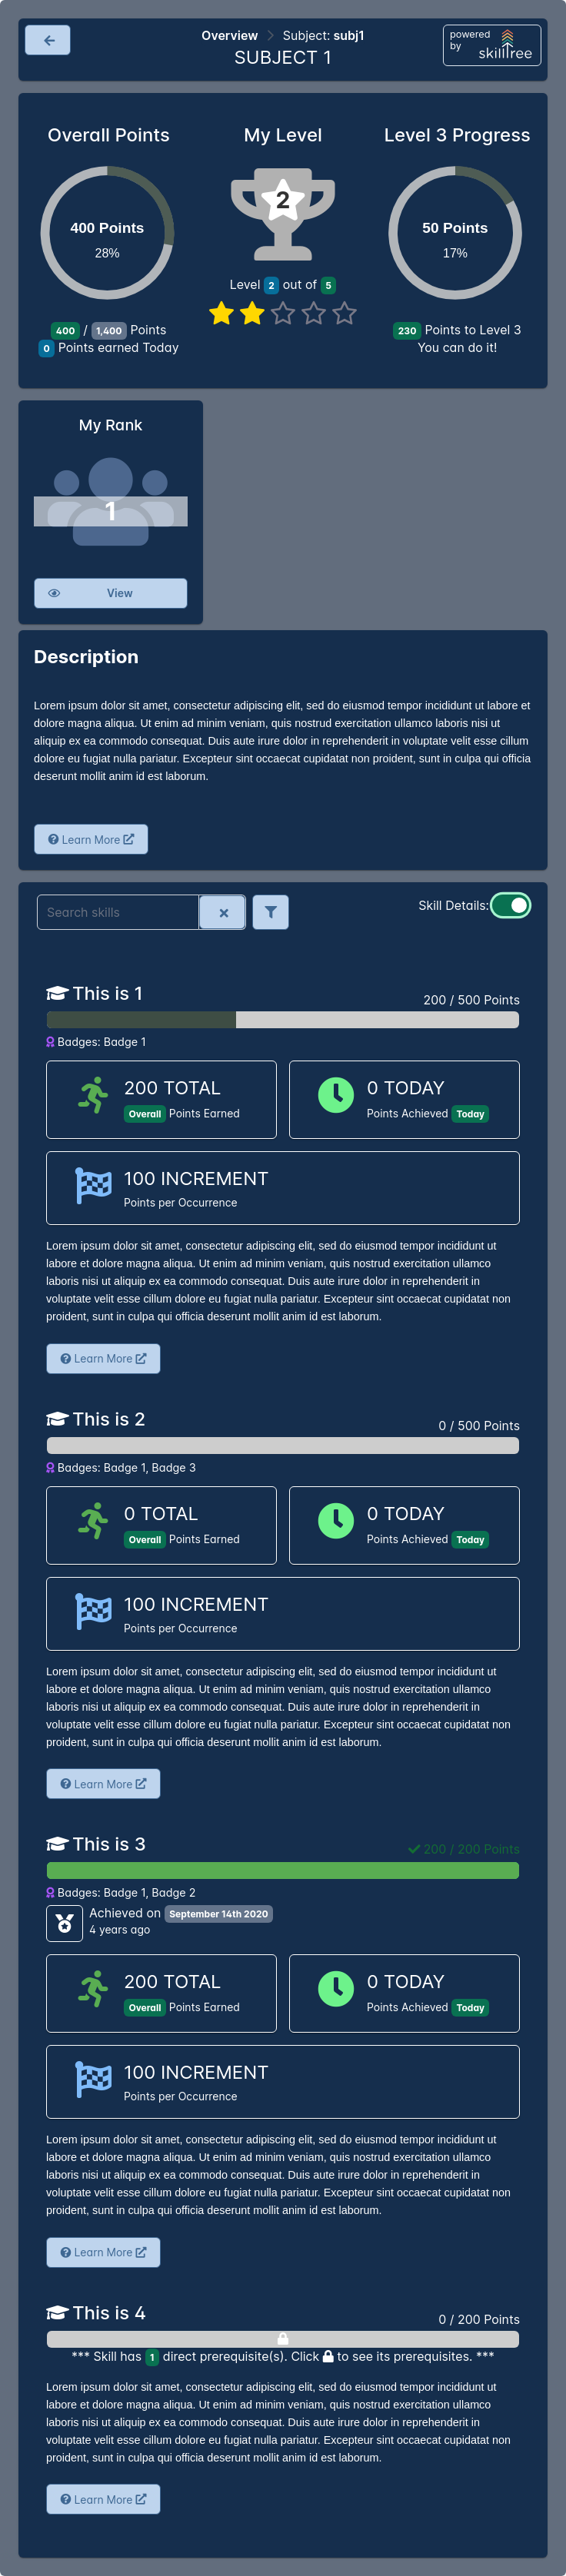 Overview > Subject: subj1
SUBJECT 1
powered by skilltree
Overall Points
My Level
Level 3 Progress
400 Points
28%
2
50 Points
17%
Level 2 out of 5
400 / 1,400 Points
0 Points earned Today
230 Points to Level 3
You can do it!
My Rank
1
View
Description
Lorem ipsum dolor sit amet, consectetur adipiscing elit, sed do eiusmod tempor incididunt ut labore et
dolore magna aliqua. Ut enim ad minim veniam, quis nostrud exercitation ullamco laboris nisi ut
aliquip ex ea commodo consequat. Duis aute irure dolor in reprehenderit in voluptate velit esse cillum
dolore eu fugiat nulla pariatur. Excepteur sint occaecat cupidatat non proident, sunt in culpa qui officia
deserunt mollit anim id est laborum.
Learn More
Search skills
Skill Details:
This is 1
200 / 500 Points
Badges: Badge 1
200 TOTAL
Overall Points Earned
0 TODAY
Points Achieved Today
100 INCREMENT
Points per Occurrence
Lorem ipsum dolor sit amet, consectetur adipiscing elit, sed do eiusmod tempor incididunt ut
labore et dolore magna aliqua. Ut enim ad minim veniam, quis nostrud exercitation ullamco
laboris nisi ut aliquip ex ea commodo consequat. Duis aute irure dolor in reprehenderit in
voluptate velit esse cillum dolore eu fugiat nulla pariatur. Excepteur sint occaecat cupidatat non
proident, sunt in culpa qui officia deserunt mollit anim id est laborum.
Learn More
This is 2
0 / 500 Points
Badges: Badge 1, Badge 3
0 TOTAL
Overall Points Earned
0 TODAY
Points Achieved Today
100 INCREMENT
Points per Occurrence
Lorem ipsum dolor sit amet, consectetur adipiscing elit, sed do eiusmod tempor incididunt ut
labore et dolore magna aliqua. Ut enim ad minim veniam, quis nostrud exercitation ullamco
laboris nisi ut aliquip ex ea commodo consequat. Duis aute irure dolor in reprehenderit in
voluptate velit esse cillum dolore eu fugiat nulla pariatur. Excepteur sint occaecat cupidatat non
proident, sunt in culpa qui officia deserunt mollit anim id est laborum.
Learn More
This is 3
200 / 200 Points
Badges: Badge 1, Badge 2
Achieved on September 14th 2020
4 years ago
200 TOTAL
Overall Points Earned
0 TODAY
Points Achieved Today
100 INCREMENT
Points per Occurrence
Lorem ipsum dolor sit amet, consectetur adipiscing elit, sed do eiusmod tempor incididunt ut
labore et dolore magna aliqua. Ut enim ad minim veniam, quis nostrud exercitation ullamco
laboris nisi ut aliquip ex ea commodo consequat. Duis aute irure dolor in reprehenderit in
voluptate velit esse cillum dolore eu fugiat nulla pariatur. Excepteur sint occaecat cupidatat non
proident, sunt in culpa qui officia deserunt mollit anim id est laborum.
Learn More
This is 4
0 / 200 Points
*** Skill has 1 direct prerequisite(s). Click to see its prerequisites. ***
Lorem ipsum dolor sit amet, consectetur adipiscing elit, sed do eiusmod tempor incididunt ut
labore et dolore magna aliqua. Ut enim ad minim veniam, quis nostrud exercitation ullamco
laboris nisi ut aliquip ex ea commodo consequat. Duis aute irure dolor in reprehenderit in
voluptate velit esse cillum dolore eu fugiat nulla pariatur. Excepteur sint occaecat cupidatat non
proident, sunt in culpa qui officia deserunt mollit anim id est laborum.
Learn More